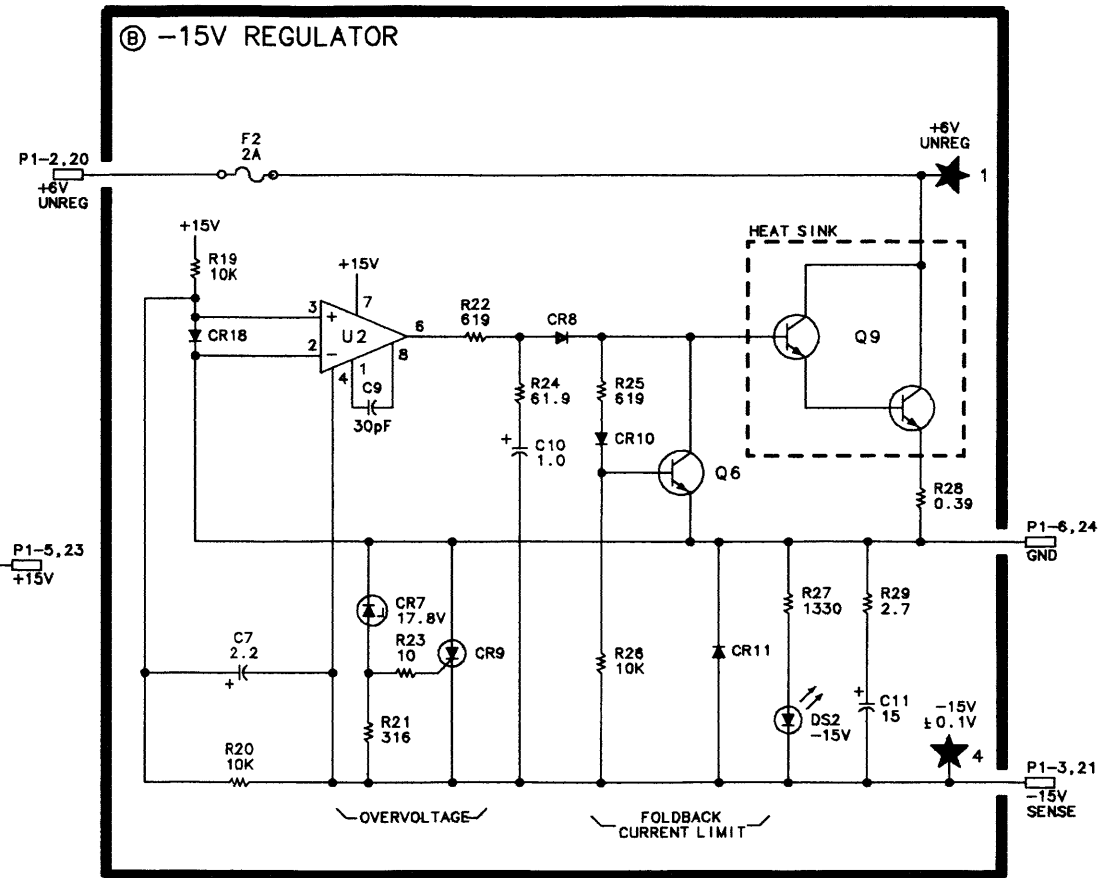 B -15V REGULATOR
F2
2A
P1-2,20
+6V
UNREG
+6V
UNREG
1
+15V
R19
10K
CR18
+15V
3
+
2
-
U2
7
6
8
1
4
C9
30pF
R22
619
CR8
R24
61.9
+
C10
1.0
R25
619
CR10
Q6
HEAT SINK
Q9
R28
0.39
P1-6,24
GND
P1-5,23
+15V
CR7
17.8V
R23
10
CR9
C7
2.2
+
R21
316
R20
10K
R26
10K
CR11
R27
1330
DS2
-15V
R29
2.7
+
C11
15
-15V
±0.1V
4
P1-3,21
-15V
SENSE
OVERVOLTAGE
FOLDBACK
CURRENT LIMIT